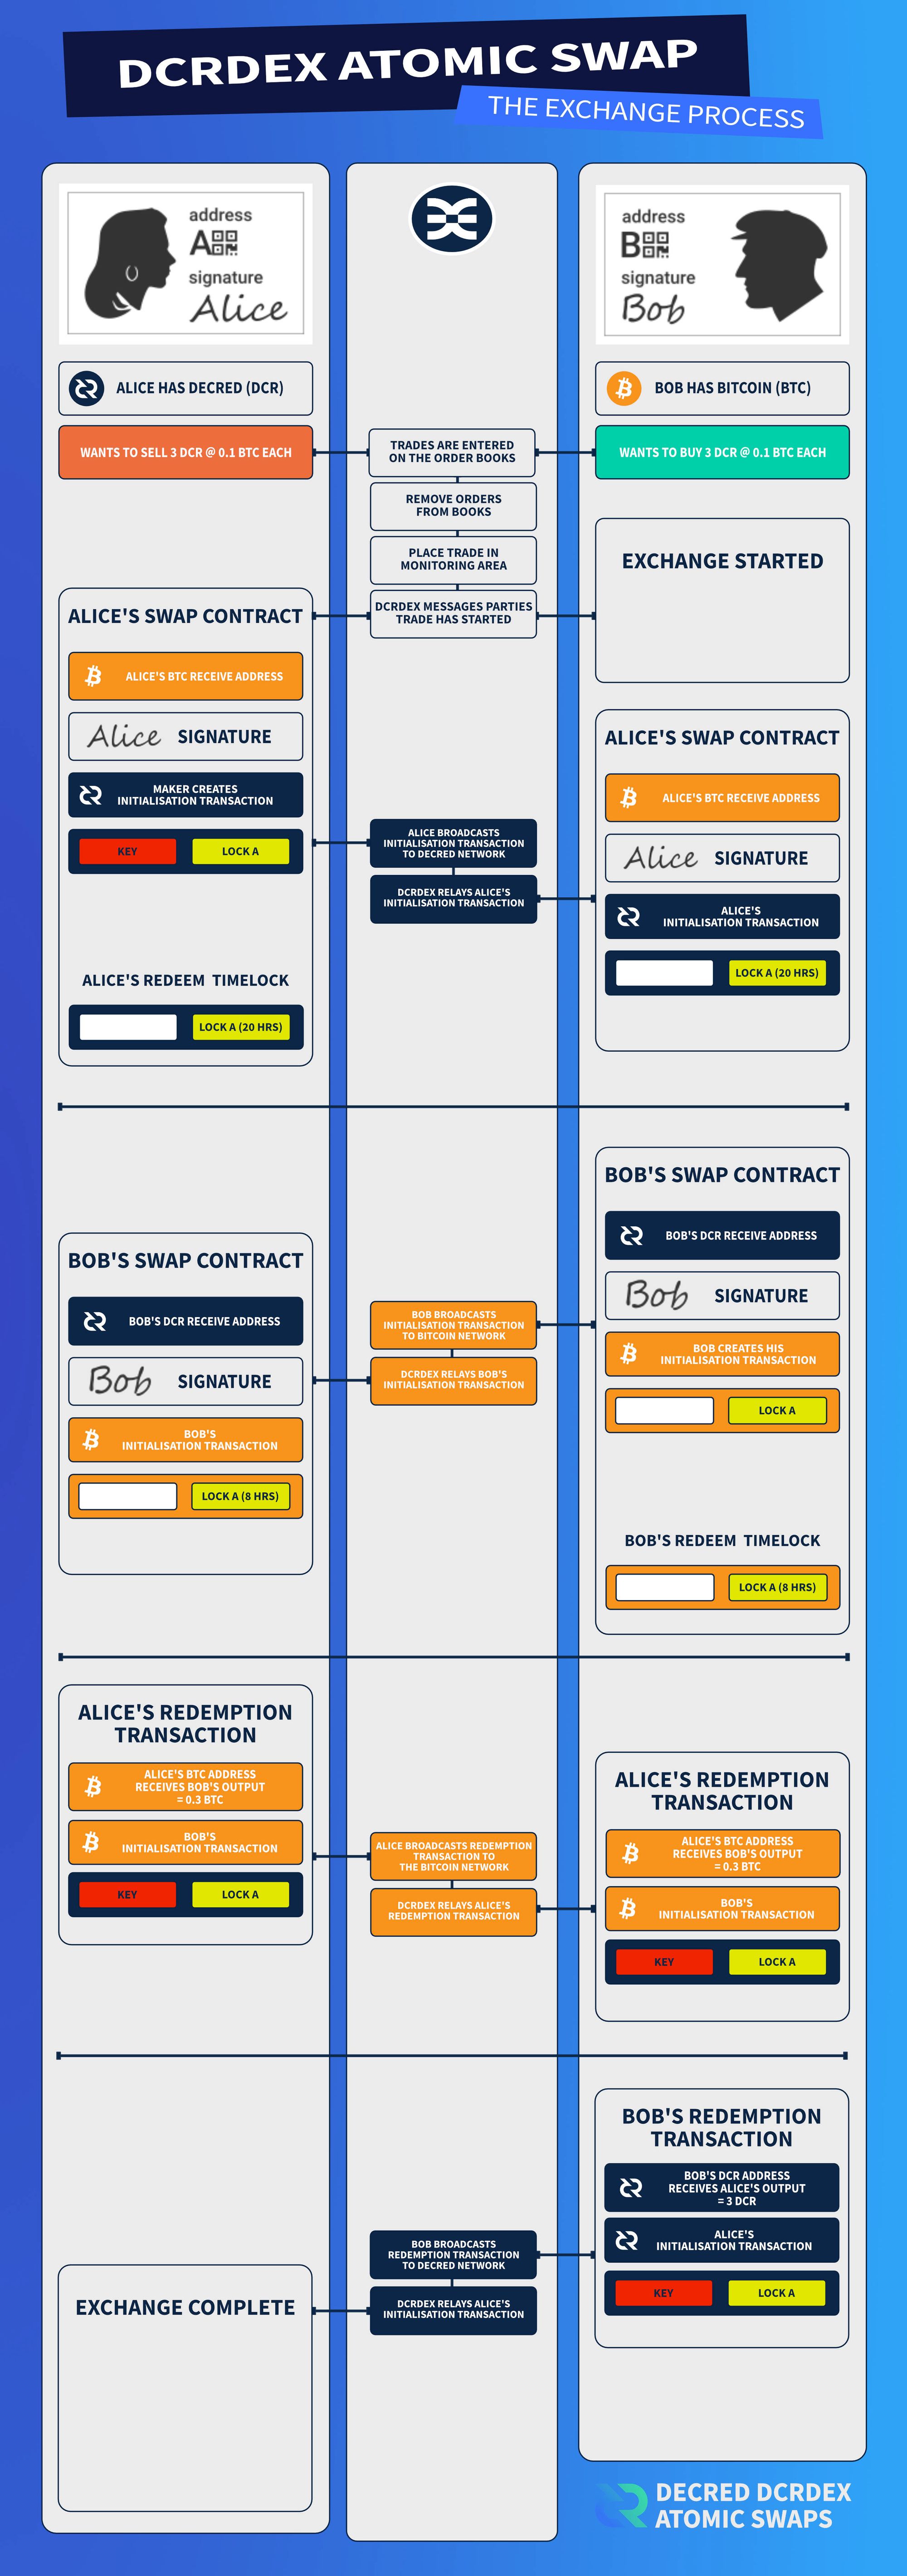 DCRDEX ATOMIC SWAP
THE EXCHANGE PROCESS
address
A
signature
Alice
address
B
signature
Bob
ALICE HAS DECRED (DCR)
BOB HAS BITCOIN (BTC)
WANTS TO SELL 3 DCR @ 0.1 BTC EACH
TRADES ARE ENTERED
ON THE ORDER BOOKS
WANTS TO BUY 3 DCR @ 0.1 BTC EACH
REMOVE ORDERS
FROM BOOKS
PLACE TRADE IN
MONITORING AREA
EXCHANGE STARTED
DCRDEX MESSAGES PARTIES
TRADE HAS STARTED
ALICE'S SWAP CONTRACT
ALICE'S BTC RECEIVE ADDRESS
Alice SIGNATURE
MAKER CREATES
INITIALISATION TRANSACTION
KEY
LOCK A
ALICE BROADCASTS
INITIALISATION TRANSACTION
TO DECRED NETWORK
DCRDEX RELAYS ALICE'S
INITIALISATION TRANSACTION
ALICE'S SWAP CONTRACT
ALICE'S BTC RECEIVE ADDRESS
Alice SIGNATURE
ALICE'S
INITIALISATION TRANSACTION
LOCK A (20 HRS)
ALICE'S REDEEM TIMELOCK
LOCK A (20 HRS)
BOB'S SWAP CONTRACT
BOB'S DCR RECEIVE ADDRESS
Bob SIGNATURE
BOB CREATES HIS
INITIALISATION TRANSACTION
LOCK A
BOB'S REDEEM TIMELOCK
LOCK A (8 HRS)
BOB BROADCASTS
INITIALISATION TRANSACTION
TO BITCOIN NETWORK
DCRDEX RELAYS BOB'S
INITIALISATION TRANSACTION
BOB'S SWAP CONTRACT
BOB'S DCR RECEIVE ADDRESS
Bob SIGNATURE
BOB'S
INITIALISATION TRANSACTION
LOCK A (8 HRS)
ALICE'S REDEMPTION
TRANSACTION
ALICE'S BTC ADDRESS
RECEIVES BOB'S OUTPUT
= 0.3 BTC
BOB'S
INITIALISATION TRANSACTION
KEY
LOCK A
ALICE BROADCASTS REDEMPTION
TRANSACTION TO
THE BITCOIN NETWORK
DCRDEX RELAYS ALICE'S
REDEMPTION TRANSACTION
ALICE'S REDEMPTION
TRANSACTION
ALICE'S BTC ADDRESS
RECEIVES BOB'S OUTPUT
= 0.3 BTC
BOB'S
INITIALISATION TRANSACTION
KEY
LOCK A
BOB'S REDEMPTION
TRANSACTION
BOB'S DCR ADDRESS
RECEIVES ALICE'S OUTPUT
= 3 DCR
ALICE'S
INITIALISATION TRANSACTION
KEY
LOCK A
BOB BROADCASTS
REDEMPTION TRANSACTION
TO DECRED NETWORK
DCRDEX RELAYS ALICE'S
INITIALISATION TRANSACTION
EXCHANGE COMPLETE
DECRED DCRDEX
ATOMIC SWAPS